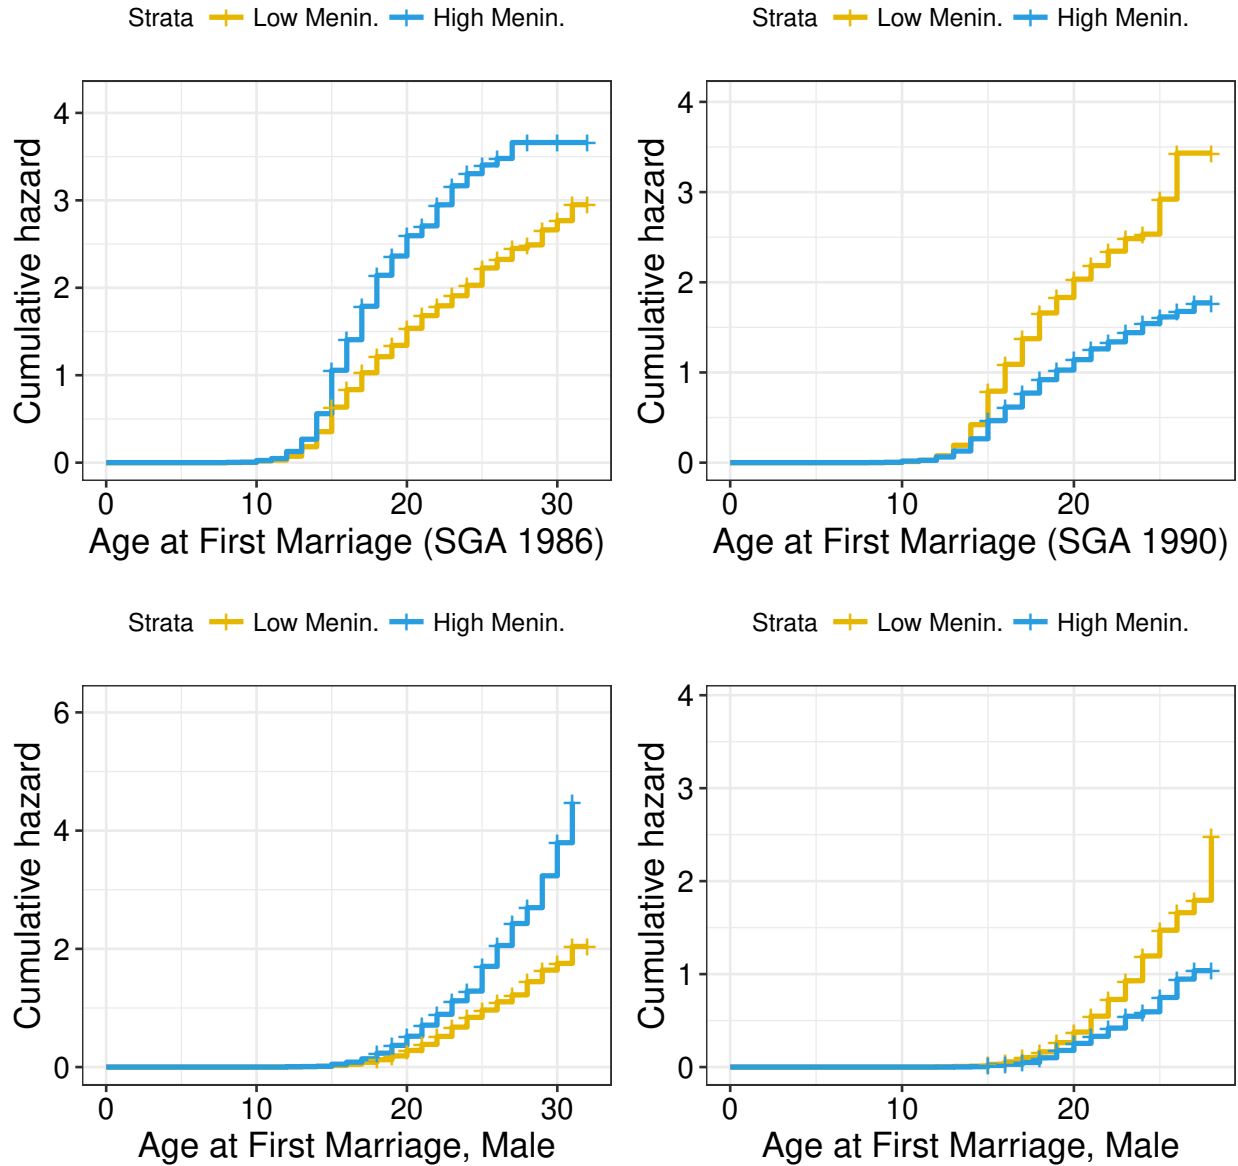 Strata Low Menin. High Menin.
4
3
2
1
0
Cumulative hazard
0 10 20 30
Age at First Marriage (SGA 1986)
Strata Low Menin. High Menin.
4
3
2
1
0
Cumulative hazard
0 10 20
Age at First Marriage (SGA 1990)
Strata Low Menin. High Menin.
6
4
2
0
Cumulative hazard
0 10 20 30
Age at First Marriage, Male
Strata Low Menin. High Menin.
4
3
2
1
0
Cumulative hazard
0 10 20
Age at First Marriage, Male